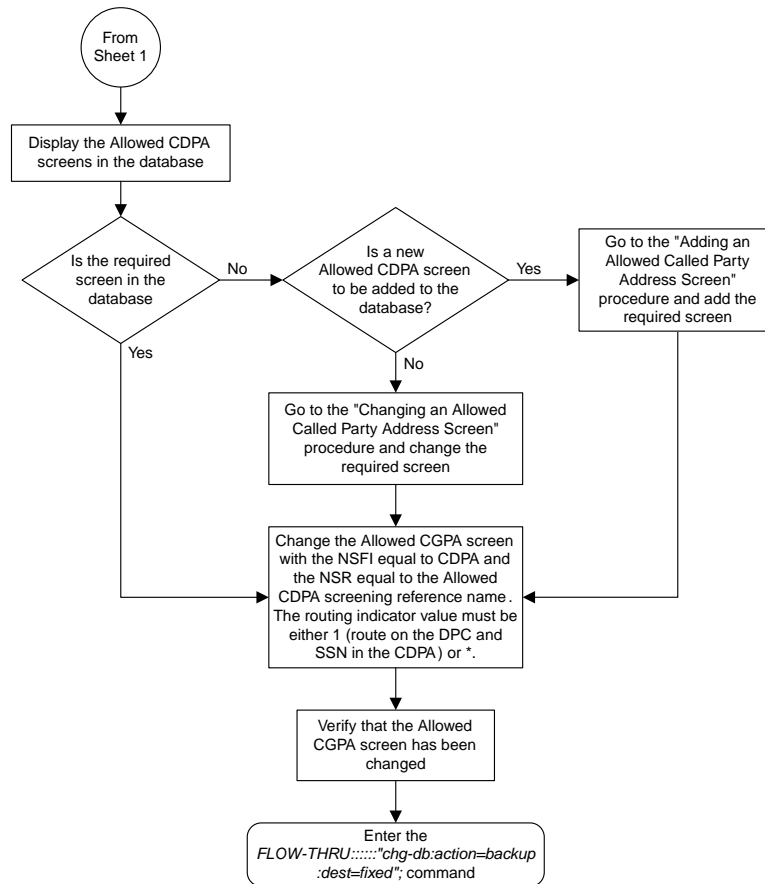 From
Sheet 1
Display the Allowed CDPA
screens in the database
Is the required
screen in the
database
No
Is a new
Allowed CDPA screen
to be added to the
database?
Yes
Go to the "Adding an
Allowed Called Party
Address Screen"
procedure and add the
required screen
Yes
No
Go to the "Changing an Allowed
Called Party Address Screen"
procedure and change the
required screen
Change the Allowed CGPA screen
with the NSFI equal to CDPA and
the NSR equal to the Allowed
CDPA screening reference name.
The routing indicator value must be
either 1 (route on the DPC and
SSN in the CDPA) or *.
Verify that the Allowed
CGPA screen has been
changed
Enter the
FLOW-THRU::::::"chg-db:action=backup
:dest=fixed"; command